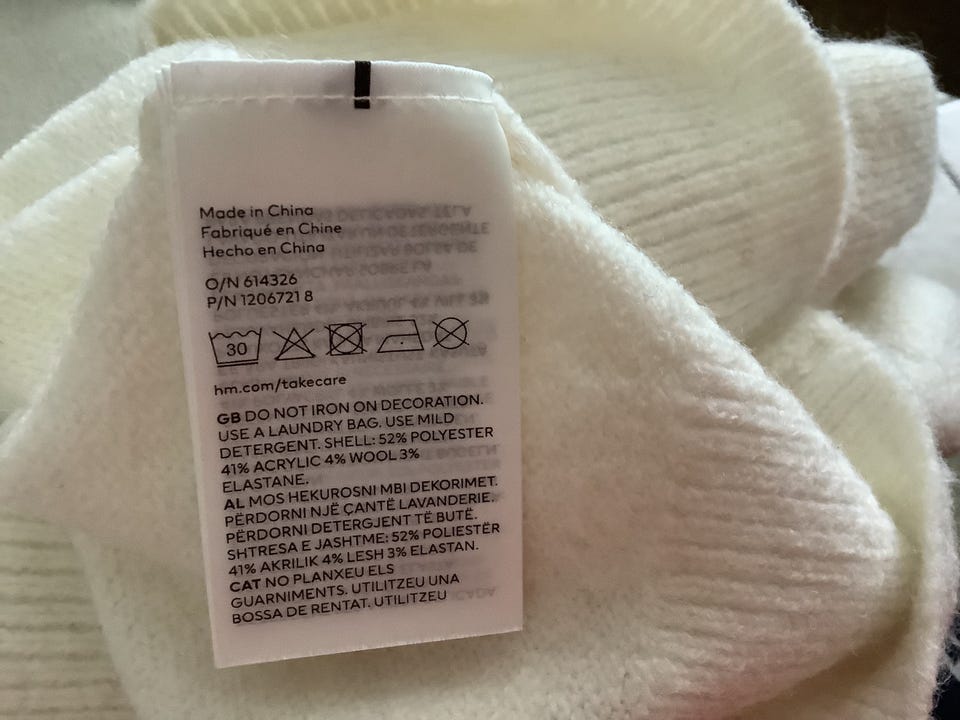 Made in China
Fabriqué en Chine
Hecho en China
O/N 614326
P/N 1206721 8
30
hm.com/takecare
GB DO NOT IRON ON DECORATION.
USE A LAUNDRY BAG. USE MILD
DETERGENT. SHELL: 52% POLYESTER
41% ACRYLIC 4% WOOL 3%
ELASTANE.
AL MOS HEKUROSNI MBI DEKORIMET.
PËRDORNI NJË ÇANTË LAVANDERIE.
PËRDORNI DETERGJENT TË BUTË.
SHTRESA E JASHTME: 52% POLIESTËR
41% AKRILIK 4% LESH 3% ELASTAN.
CAT NO PLANXEU ELS
GUARNIMENTS. UTILITZEU UNA
BOSSA DE RENTAT. UTILITZEU